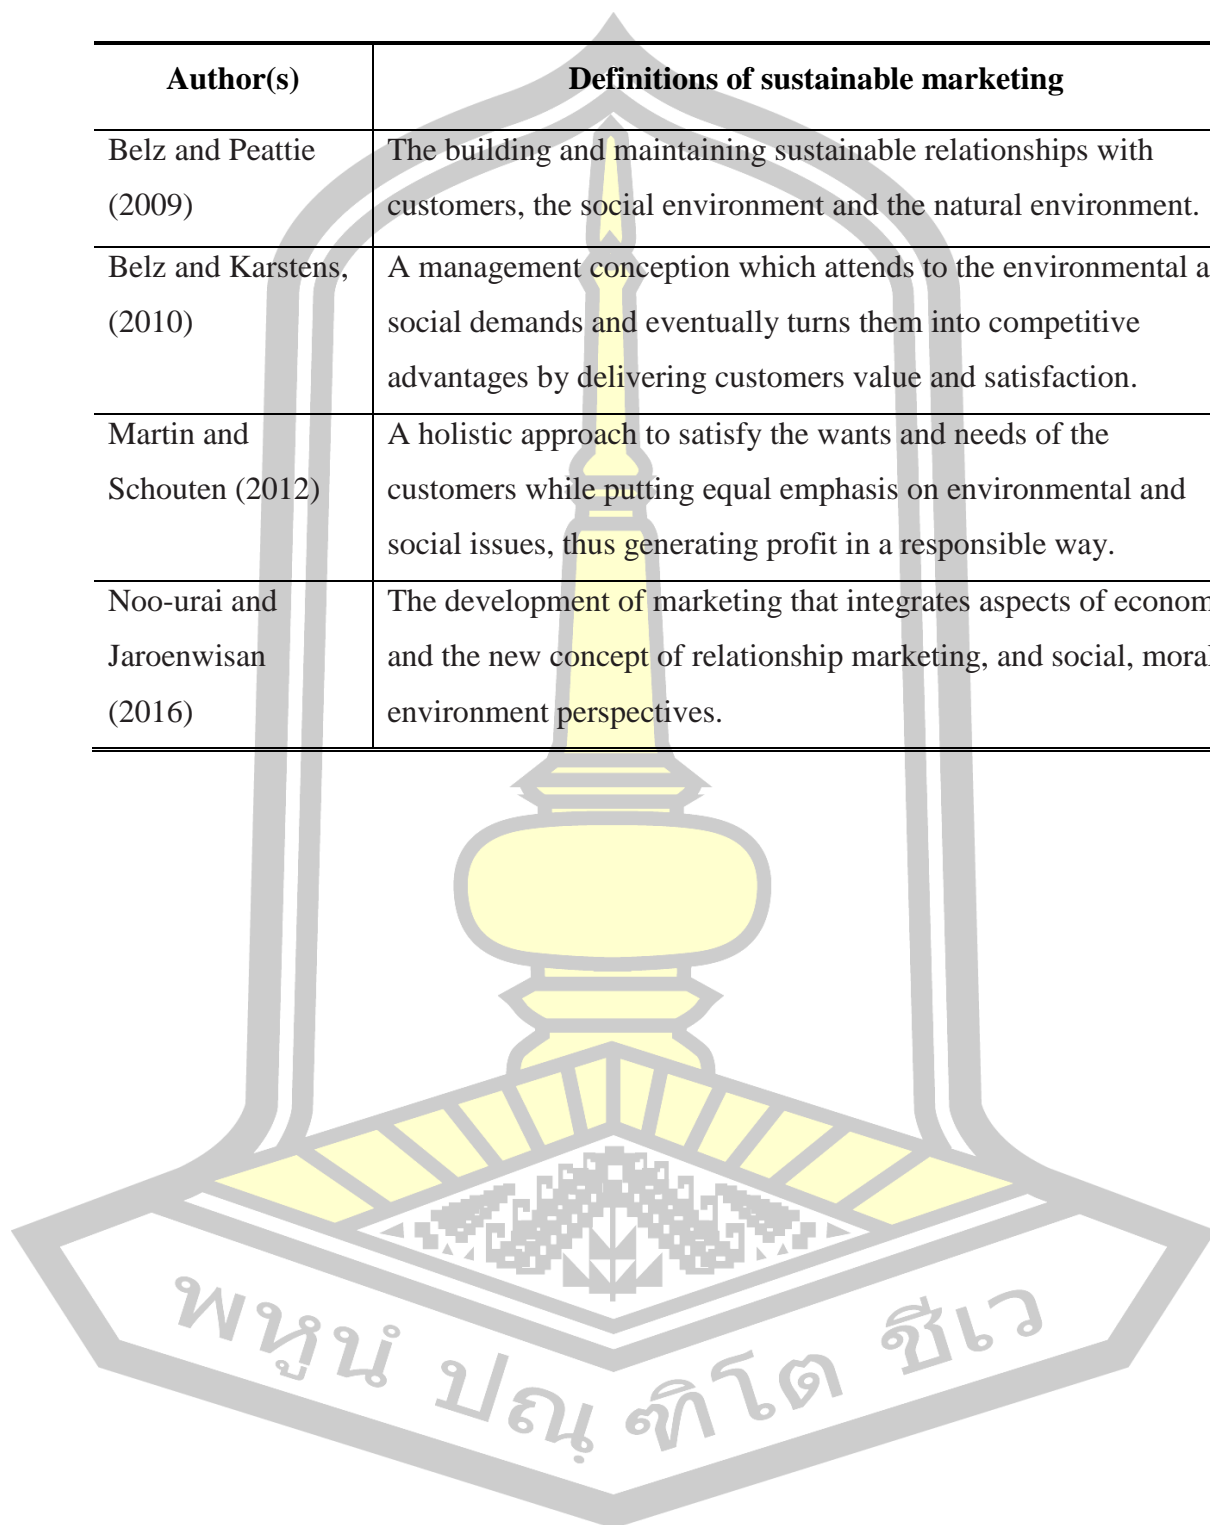 Author(s) Definitions of sustainable marketing
Belz and Peattie
(2009)
The building and maintaining sustainable relationships with
customers, the social environment and the natural environment.
Belz and Karstens,
(2010)
A management conception which attends to the environmental a
social demands and eventually turns them into competitive
advantages by delivering customers value and satisfaction.
Martin and
Schouten (2012)
A holistic approach to satisfy the wants and needs of the
customers while putting equal emphasis on environmental and
social issues, thus generating profit in a responsible way.
Noo-urai and
Jaroenwisan
(2016)
The development of marketing that integrates aspects of econom
and the new concept of relationship marketing, and social, moral
environment perspectives.
พหูนํ ปณฺฑิโต ชีเว